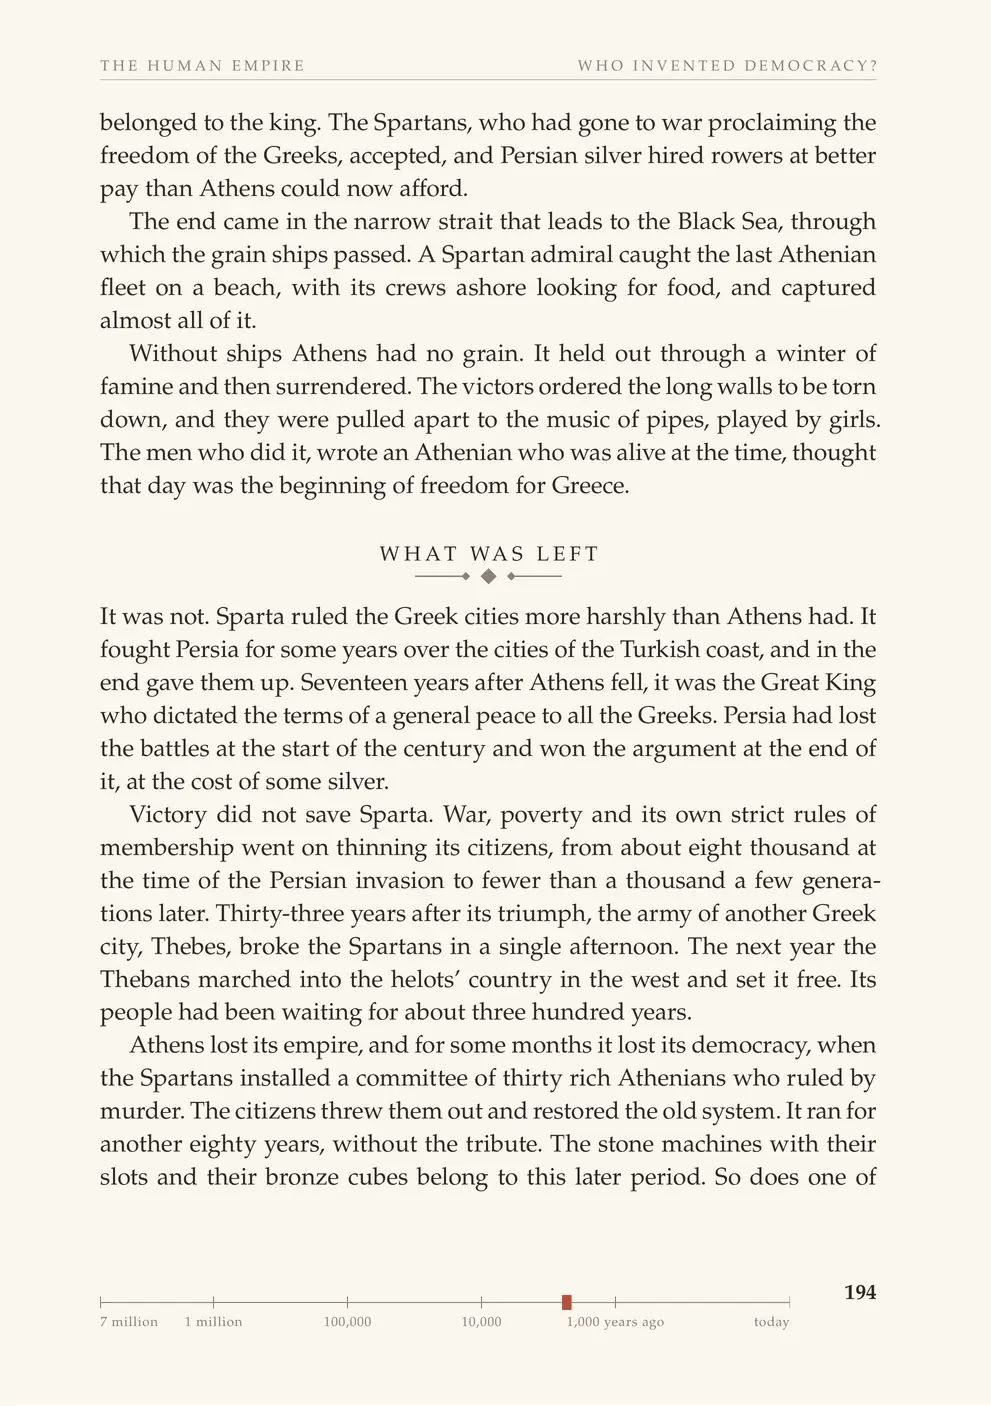 THE HUMAN EMPIRE
WHO INVENTED DEMOCRACY?
belonged to the king. The Spartans, who had gone to war proclaiming the
freedom of the Greeks, accepted, and Persian silver hired rowers at better
pay than Athens could now afford.
The end came in the narrow strait that leads to the Black Sea, through
which the grain ships passed. A Spartan admiral caught the last Athenian
fleet on a beach, with its crews ashore looking for food, and captured
almost all of it.
Without ships Athens had no grain. It held out through a winter of
famine and then surrendered. The victors ordered the long walls to be torn
down, and they were pulled apart to the music of pipes, played by girls.
The men who did it, wrote an Athenian who was alive at the time, thought
that day was the beginning of freedom for Greece.
WHAT WAS LEFT
It was not. Sparta ruled the Greek cities more harshly than Athens had. It
fought Persia for some years over the cities of the Turkish coast, and in the
end gave them up. Seventeen years after Athens fell, it was the Great King
who dictated the terms of a general peace to all the Greeks. Persia had lost
the battles at the start of the century and won the argument at the end of
it, at the cost of some silver.
Victory did not save Sparta. War, poverty and its own strict rules of
membership went on thinning its citizens, from about eight thousand at
the time of the Persian invasion to fewer than a thousand a few genera-
tions later. Thirty-three years after its triumph, the army of another Greek
city, Thebes, broke the Spartans in a single afternoon. The next year the
Thebans marched into the helots’ country in the west and set it free. Its
people had been waiting for about three hundred years.
Athens lost its empire, and for some months it lost its democracy, when
the Spartans installed a committee of thirty rich Athenians who ruled by
murder. The citizens threw them out and restored the old system. It ran for
another eighty years, without the tribute. The stone machines with their
slots and their bronze cubes belong to this later period. So does one of
194
7 million 1 million 100,000 10,000 1,000 years ago today